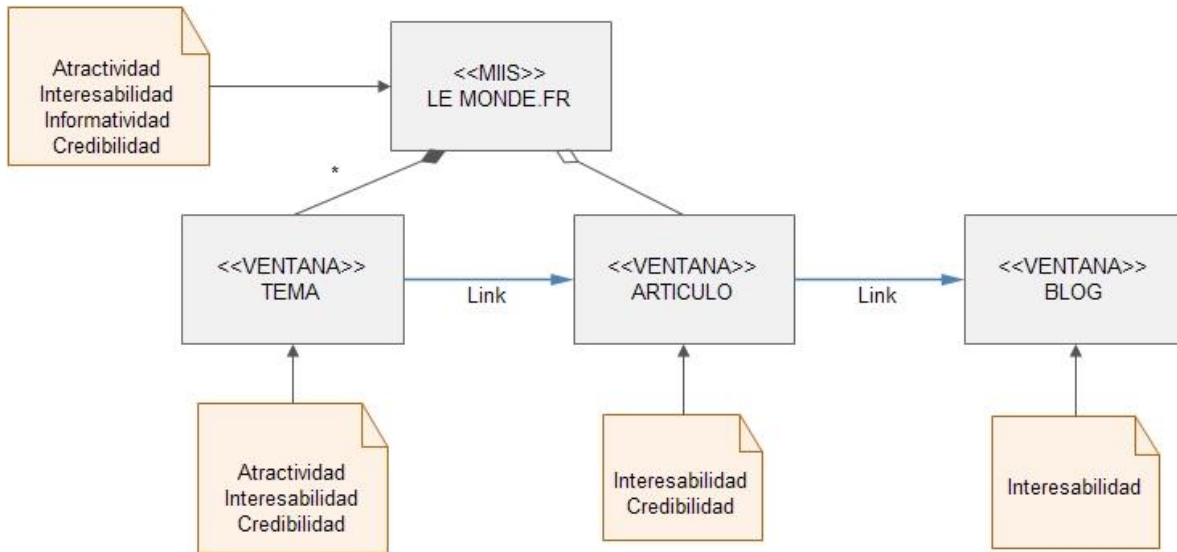 Atractividad
Interesabilidad
Informatividad
Credibilidad
<<MIIS>>
LE MONDE.FR
*
<<VENTANA>>
TEMA
Link
<<VENTANA>>
ARTICULO
Link
<<VENTANA>>
BLOG
Atractividad
Interesabilidad
Credibilidad
Interesabilidad
Credibilidad
Interesabilidad